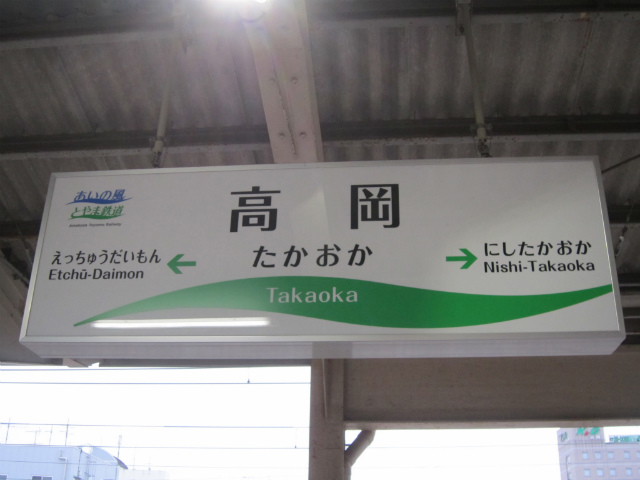 あいの風
とやま鉄道
高岡
たかおか
Takaoka
えっちゅうだいもん
Etchū-Daimon
にしたかおか
Nishi-Takaoka